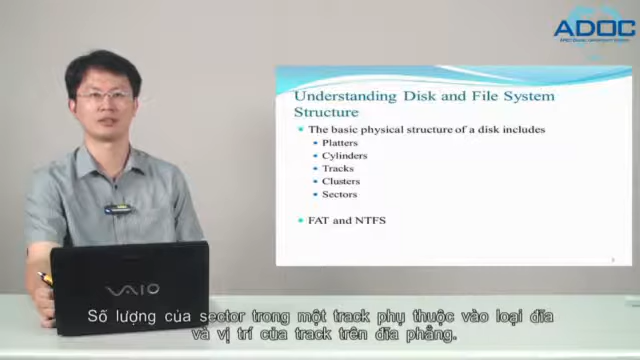 ADOC
Understanding Disk and File System
Structure
The basic physical structure of a disk includes
Platters
Cylinders
Tracks
Clusters
Sectors
FAT and NTFS
VAIO
Số lượng của sector trong một track phụ thuộc vào loại đĩa
và vị trí của track trên đĩa phẳng.